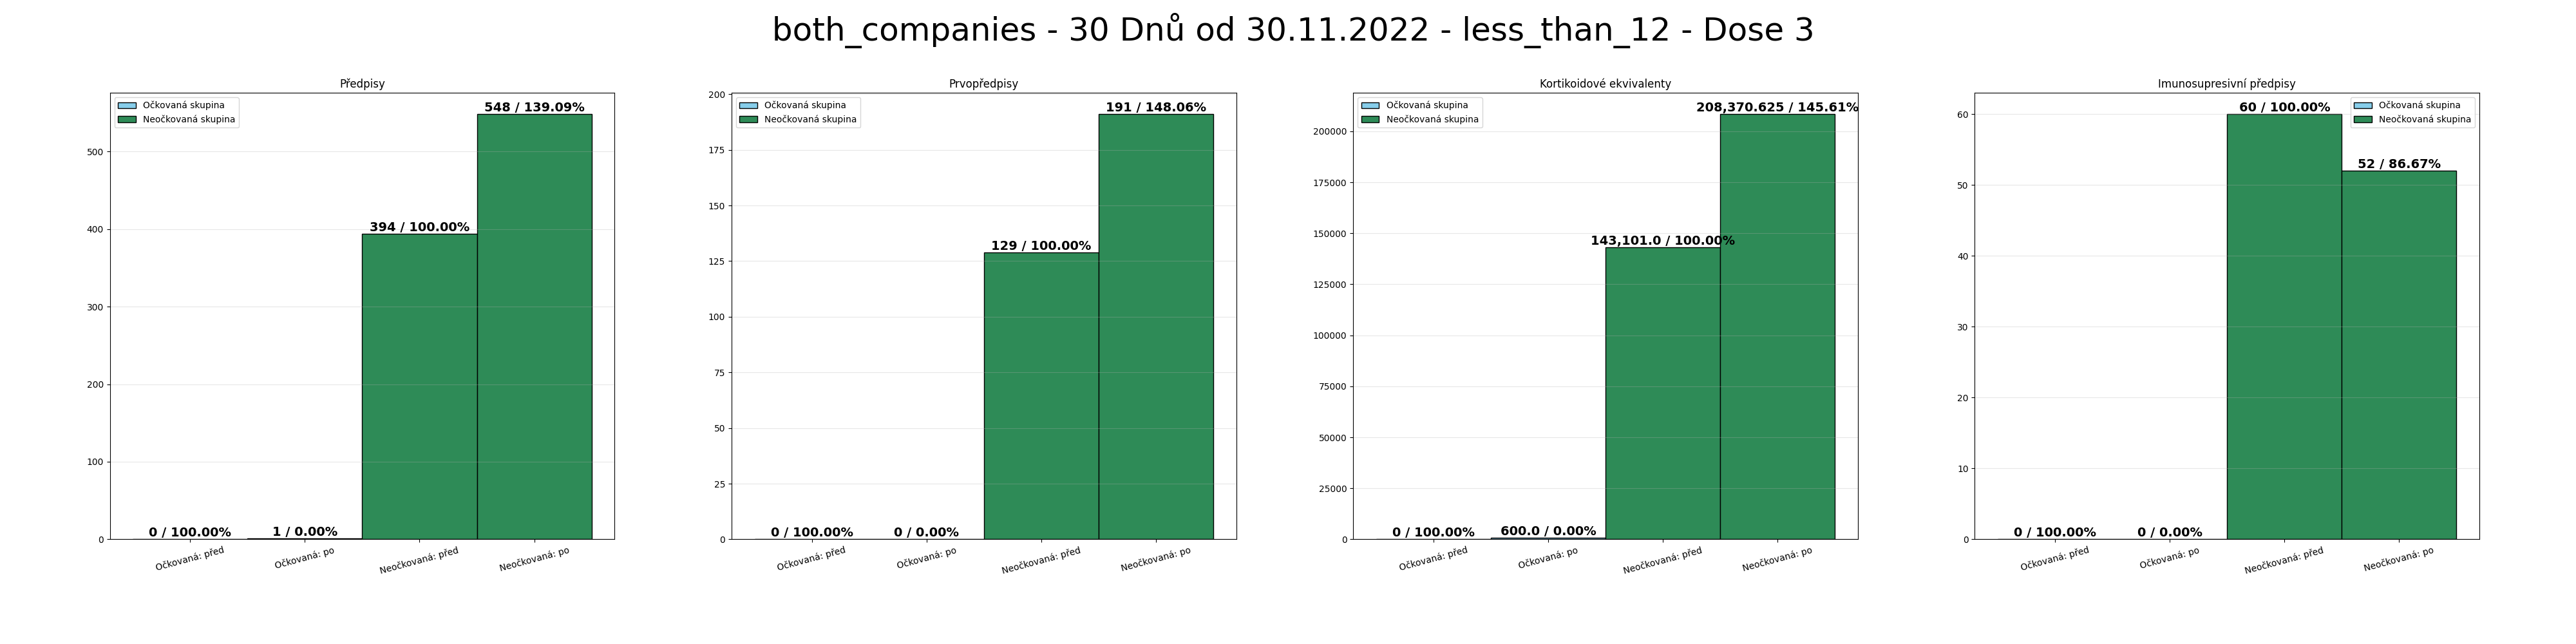 both_companies - 30 Dnů od 30.11.2022 - less_than_12 - Dose 3
Předpisy
Očkovaná skupina
Neočkovaná skupina
548 / 139.09%
394 / 100.00%
0 / 100.00%
1 / 0.00%
500
400
300
200
100
0
Očkovaná: před
Očkovaná: po
Neočkovaná: před
Neočkovaná: po
Prvopředpisy
Očkovaná skupina
Neočkovaná skupina
191 / 148.06%
129 / 100.00%
0 / 100.00%
0 / 0.00%
200
175
150
125
100
75
50
25
0
Očkovaná: před
Očkovaná: po
Neočkovaná: před
Neočkovaná: po
Kortikoidové ekvivalenty
Očkovaná skupina
Neočkovaná skupina
208,370.625 / 145.61%
143,101.0 / 100.00%
0 / 100.00%
600.0 / 0.00%
200000
175000
150000
125000
100000
75000
50000
25000
0
Očkovaná: před
Očkovaná: po
Neočkovaná: před
Neočkovaná: po
Imunosupresivní předpisy
Očkovaná skupina
Neočkovaná skupina
60 / 100.00%
52 / 86.67%
0 / 100.00%
0 / 0.00%
60
50
40
30
20
10
0
Očkovaná: před
Očkovaná: po
Neočkovaná: před
Neočkovaná: po